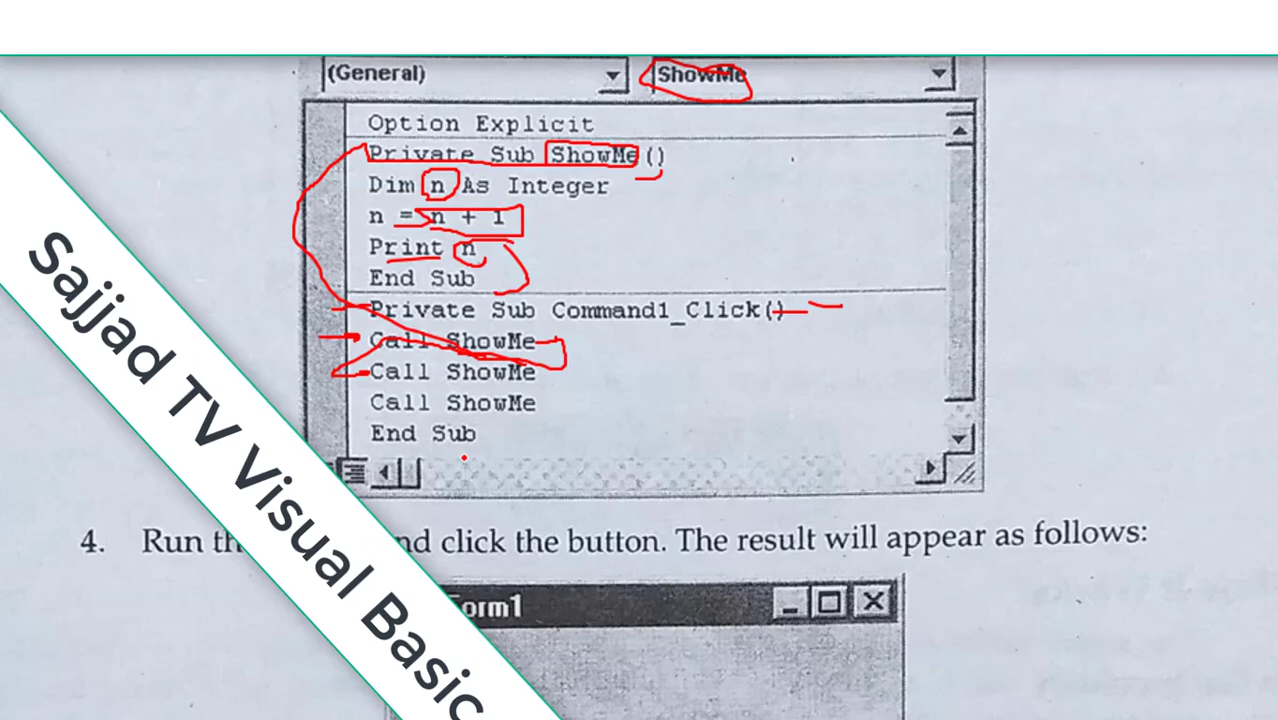 (General) ShowMe
Option Explicit
Private Sub ShowMe()
Dim n As Integer
n = n + 1
Print n
End Sub
Private Sub Command1_Click()
Call ShowMe
Call ShowMe
Call ShowMe
End Sub
4. Run th nd click the button. The result will appear as follows:
orm1
Sajjad TV Visual Basic